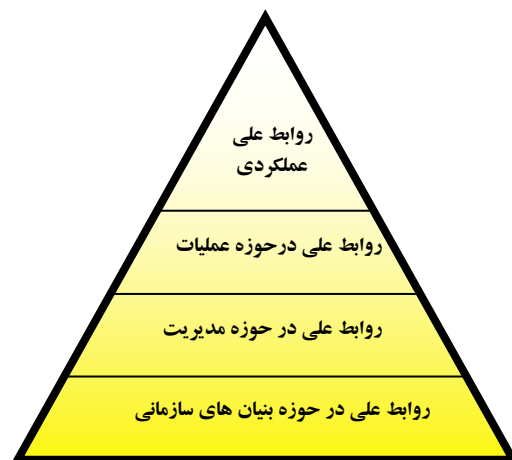 روابط علی
عملکردی
روابط علی درحوزه عملیات
روابط علی در حوزه مدیریت
روابط علی در حوزه بنیان های سازمانی